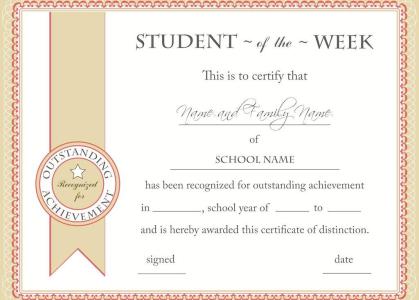 STUDENT ~ of the ~ WEEK
This is to certify that
Name and Family Name
of
SCHOOL NAME
has been recognized for outstanding achievement
in __________, school year of ____ to ______
and is hereby awarded this certificate of distinction.
signed
date
OUTSTANDING
Recognized
for
ACHIEVEMENT